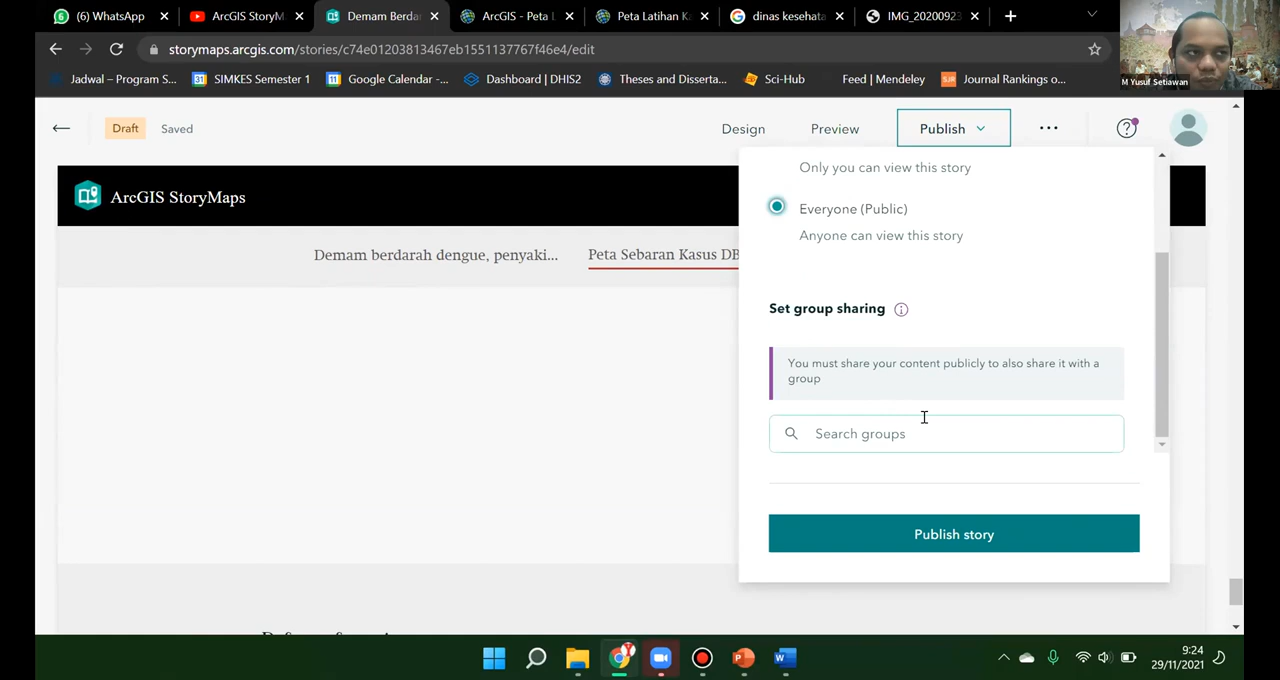 (6) WhatsApp
ArcGIS StoryM
Demam Berda
ArcGIS - Peta
Peta Latihan
dinas kesehata
IMG_20200923
storymaps.arcgis.com/stories/c74e01203813467eb1551137767f46e4/edit
Jadwal – Program S...
SIMKES Semester 1
Google Calendar -...
Dashboard | DHIS2
Theses and Disserta...
Sci-Hub
Feed | Mendeley
Journal Rankings o...
M Yusuf Setiawan
Draft
Saved
Design
Preview
Publish
ArcGIS StoryMaps
Demam berdarah dengue, penyaki...
Peta Sebaran Kasus DB
Only you can view this story
Everyone (Public)
Anyone can view this story
Set group sharing
You must share your content publicly to also share it with a
group
Search groups
Publish story
9:24
29/11/2021